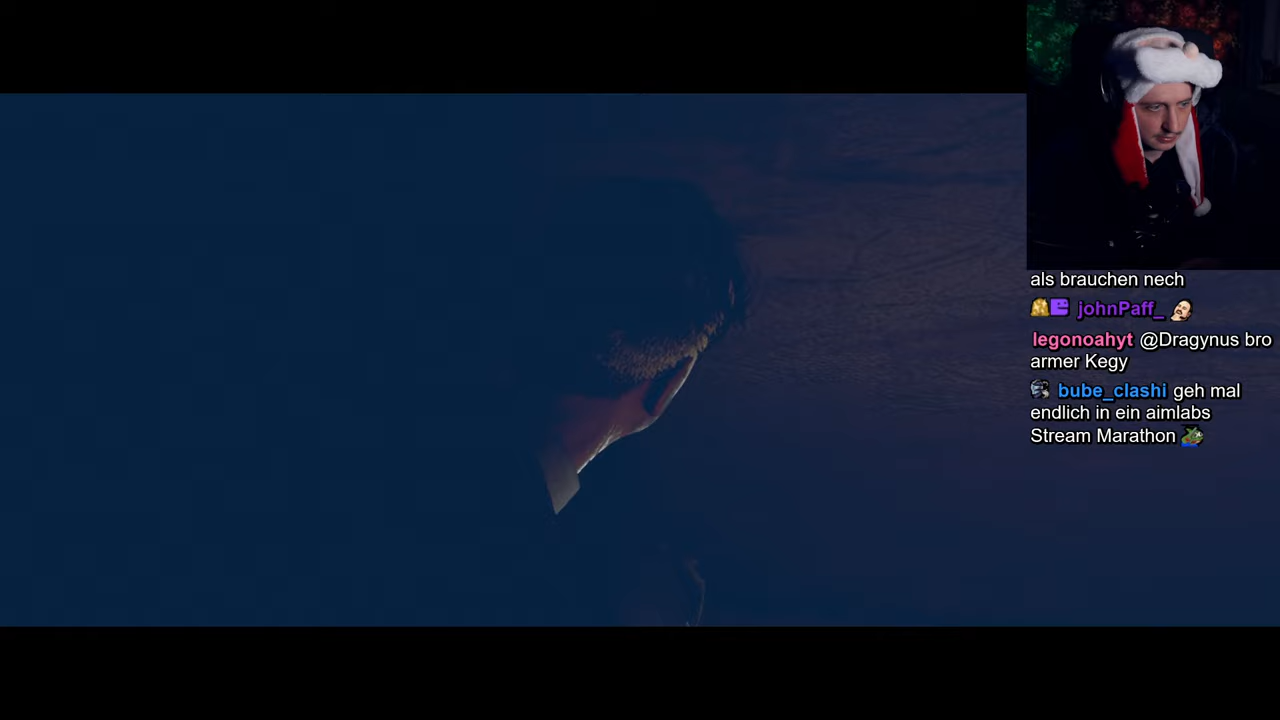 als brauchen nech
johnPaff_
legonoahyt @Dragynus bro
armer Kegy
bube_clashi geh mal
endlich in ein aimlabs
Stream Marathon